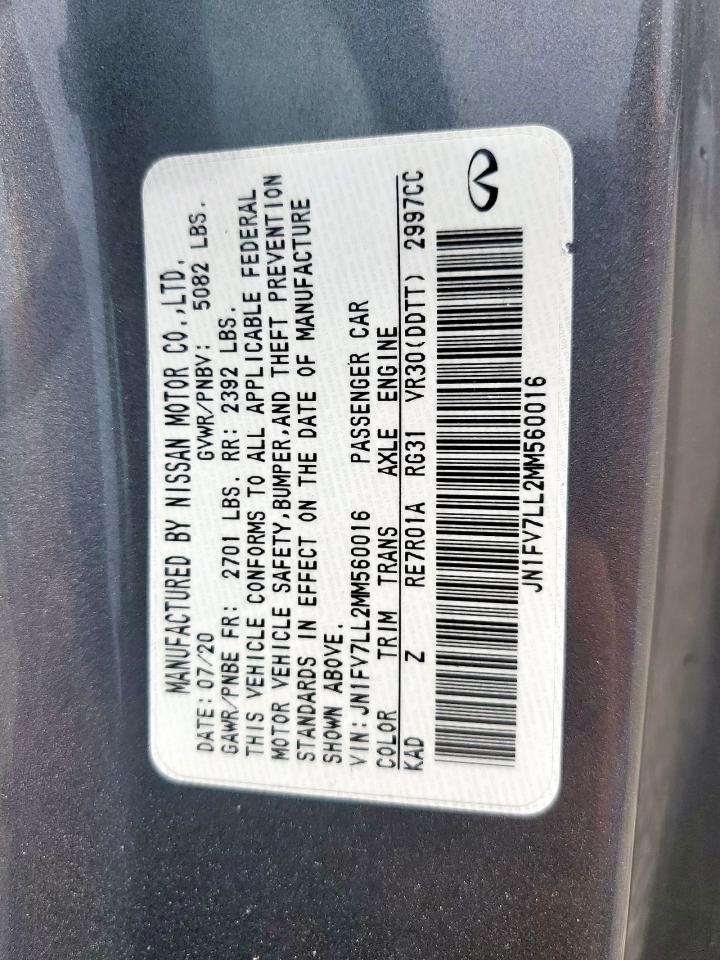 MANUFACTURED BY NISSAN MOTOR CO.,LTD.
DATE: 07/20 GVWR/PNBV: 5082 LBS.
GAWR/PNBE FR: 2701 LBS. RR: 2392 LBS.
THIS VEHICLE CONFORMS TO ALL APPLICABLE FEDERAL
MOTOR VEHICLE SAFETY,BUMPER,AND THEFT PREVENTION
STANDARDS IN EFFECT ON THE DATE OF MANUFACTURE
SHOWN ABOVE.
VIN:JN1FV7LL2MM560016 PASSENGER CAR
COLOR TRIM TRANS AXLE ENGINE
KAD Z RE7R01A RG31 VR30(DDTT) 2997CC
JN1FV7LL2MM560016